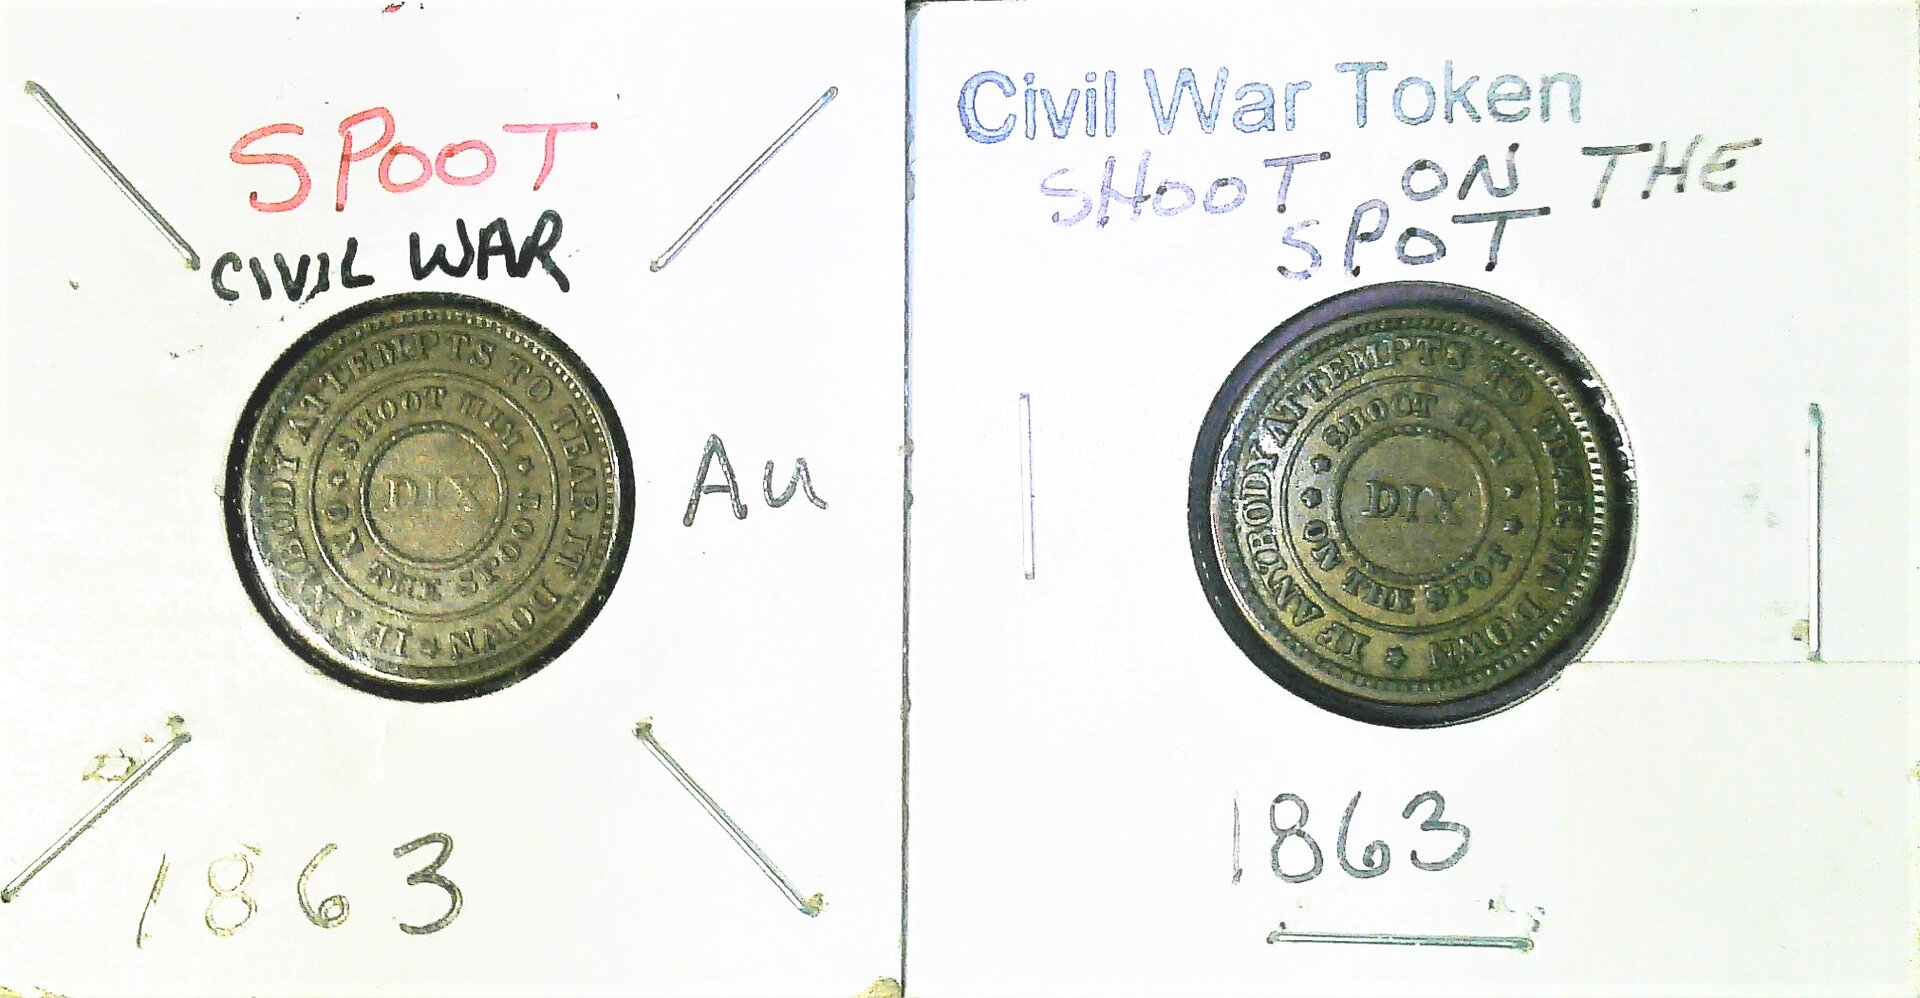 SPOOT
CIVIL WAR
IF ANYBODY ATTEMPTS TO TEAR IT DOWN
SHOOT HIM
ON THE SPOOT
DIX
Au
1863
Civil War Token
SHOOT ON THE
SPOT
IF ANYBODY ATTEMPTS TO TEAR IT DOWN
SHOOT HIM
ON THE SPOT
DIX
1863